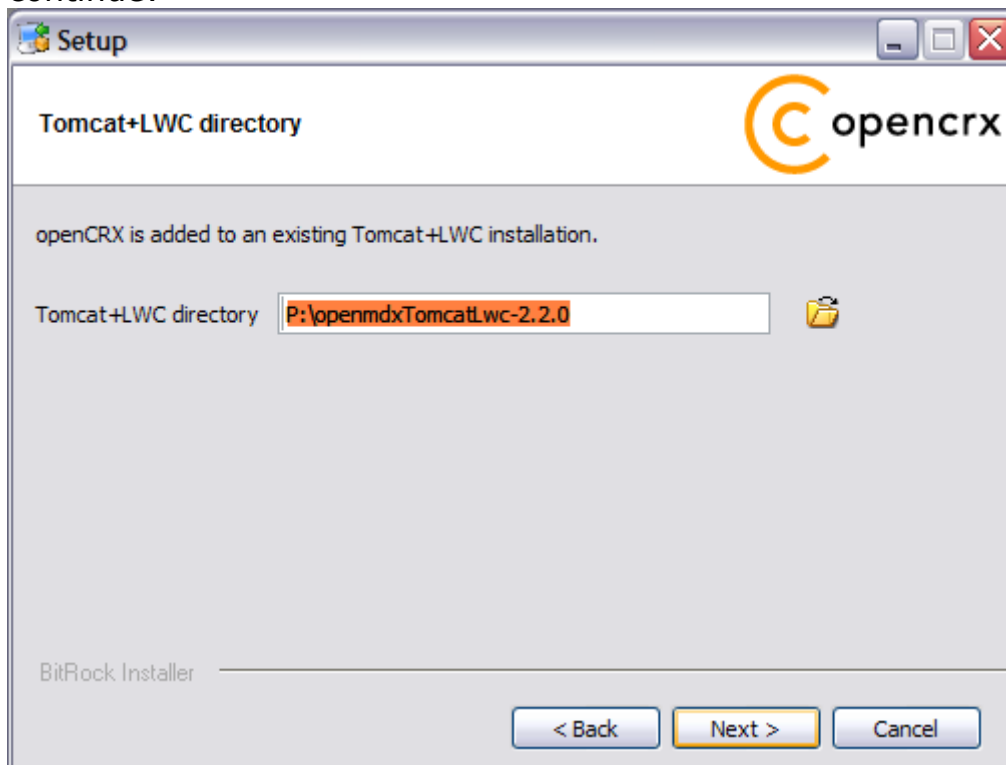 continue.
Setup
Tomcat+LWC directory
opencrx
openCRX is added to an existing Tomcat+LWC installation.
Tomcat+LWC directory P:\openmdxTomcatLwc-2.2.0
BitRock Installer
< Back Next > Cancel